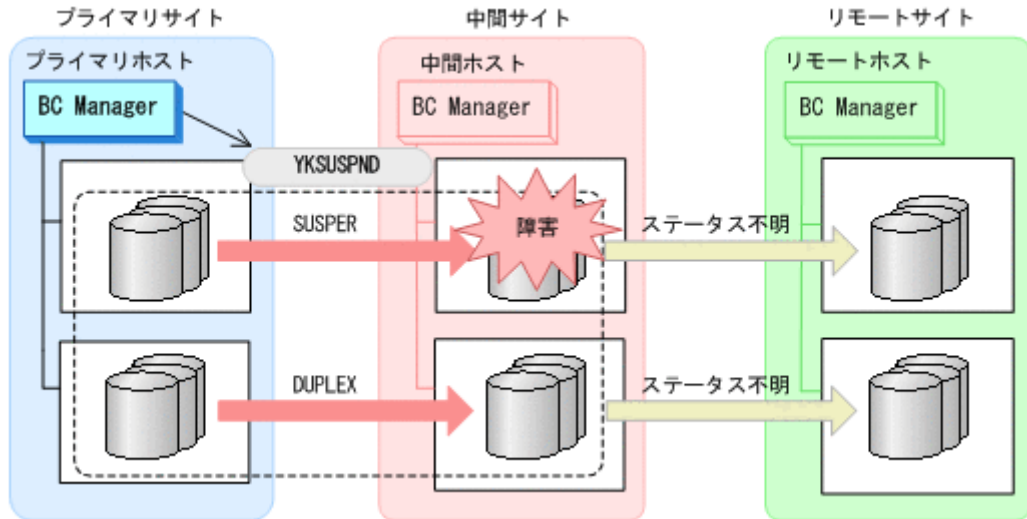 プライマリサイト
中間サイト
リモートサイト
プライマリホスト
中間ホスト
リモートホスト
BC Manager
BC Manager
BC Manager
YKSUSPND
SUSPER
障害
ステータス不明
DUPLEX
ステータス不明